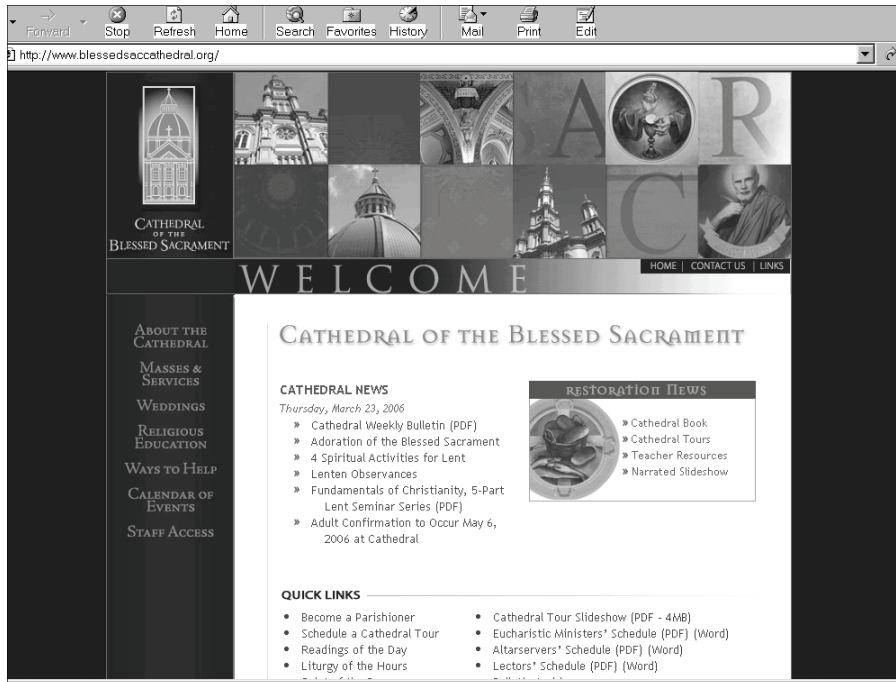 Forward Stop Refresh Home Search Favorites History Mail Print Edit
http://www.blessedsaccathedral.org/
SACR
C
CATHEDRAL
OF THE
BLESSED SACRAMENT
HOME | CONTACT US | LINKS
WELCOME
ABOUT THE
CATHEDRAL
MASSES &
SERVICES
WEDDINGS
RELIGIOUS
EDUCATION
WAYS TO HELP
CALENDAR OF
EVENTS
STAFF ACCESS
CATHEDRAL OF THE BLESSED SACRAMENT
CATHEDRAL NEWS
Thursday, March 23, 2006
» Cathedral Weekly Bulletin (PDF)
» Adoration of the Blessed Sacrament
» 4 Spiritual Activities for Lent
» Lenten Observances
» Fundamentals of Christianity, 5-Part
Lent Seminar Series (PDF)
» Adult Confirmation to Occur May 6,
2006 at Cathedral
RESTORATION NEWS
» Cathedral Book
» Cathedral Tours
» Teacher Resources
» Narrated Slideshow
QUICK LINKS
• Become a Parishioner
• Schedule a Cathedral Tour
• Readings of the Day
• Liturgy of the Hours
• Cathedral Tour Slideshow (PDF - 4MB)
• Eucharistic Ministers' Schedule (PDF) (Word)
• Altarservers' Schedule (PDF) (Word)
• Lectors' Schedule (PDF) (Word)